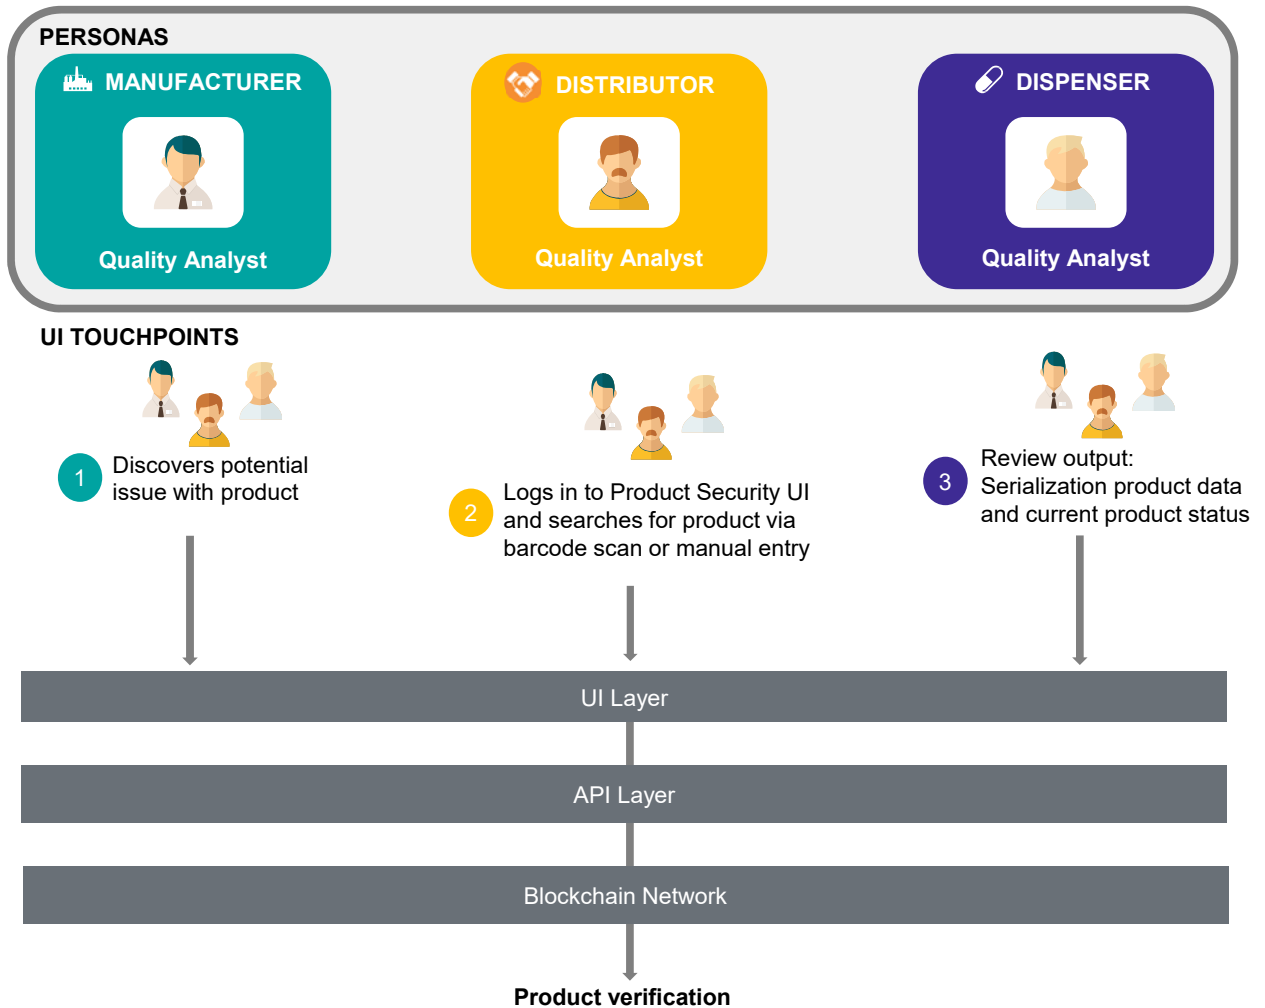 PERSONAS
MANUFACTURER
Quality Analyst
DISTRIBUTOR
Quality Analyst
DISPENSER
Quality Analyst
UI TOUCHPOINTS
1
Discovers potential
issue with product
2
Logs in to Product Security UI
and searches for product via
barcode scan or manual entry
3
Review output:
Serialization product data
and current product status
UI Layer
API Layer
Blockchain Network
Product verification